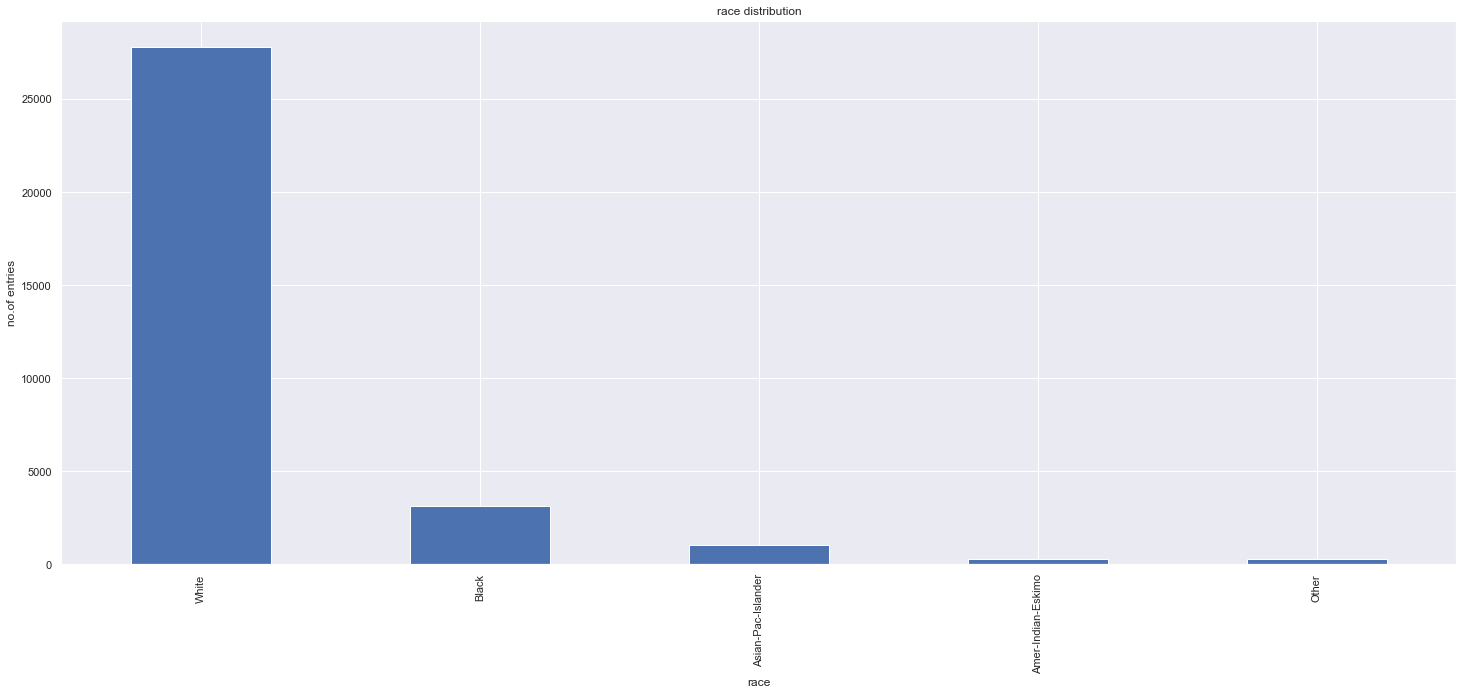 race distribution
25000
20000
15000
10000
5000
0
no.of entries
White
Black
Asian-Pac-Islander
Amer-Indian-Eskimo
Other
race